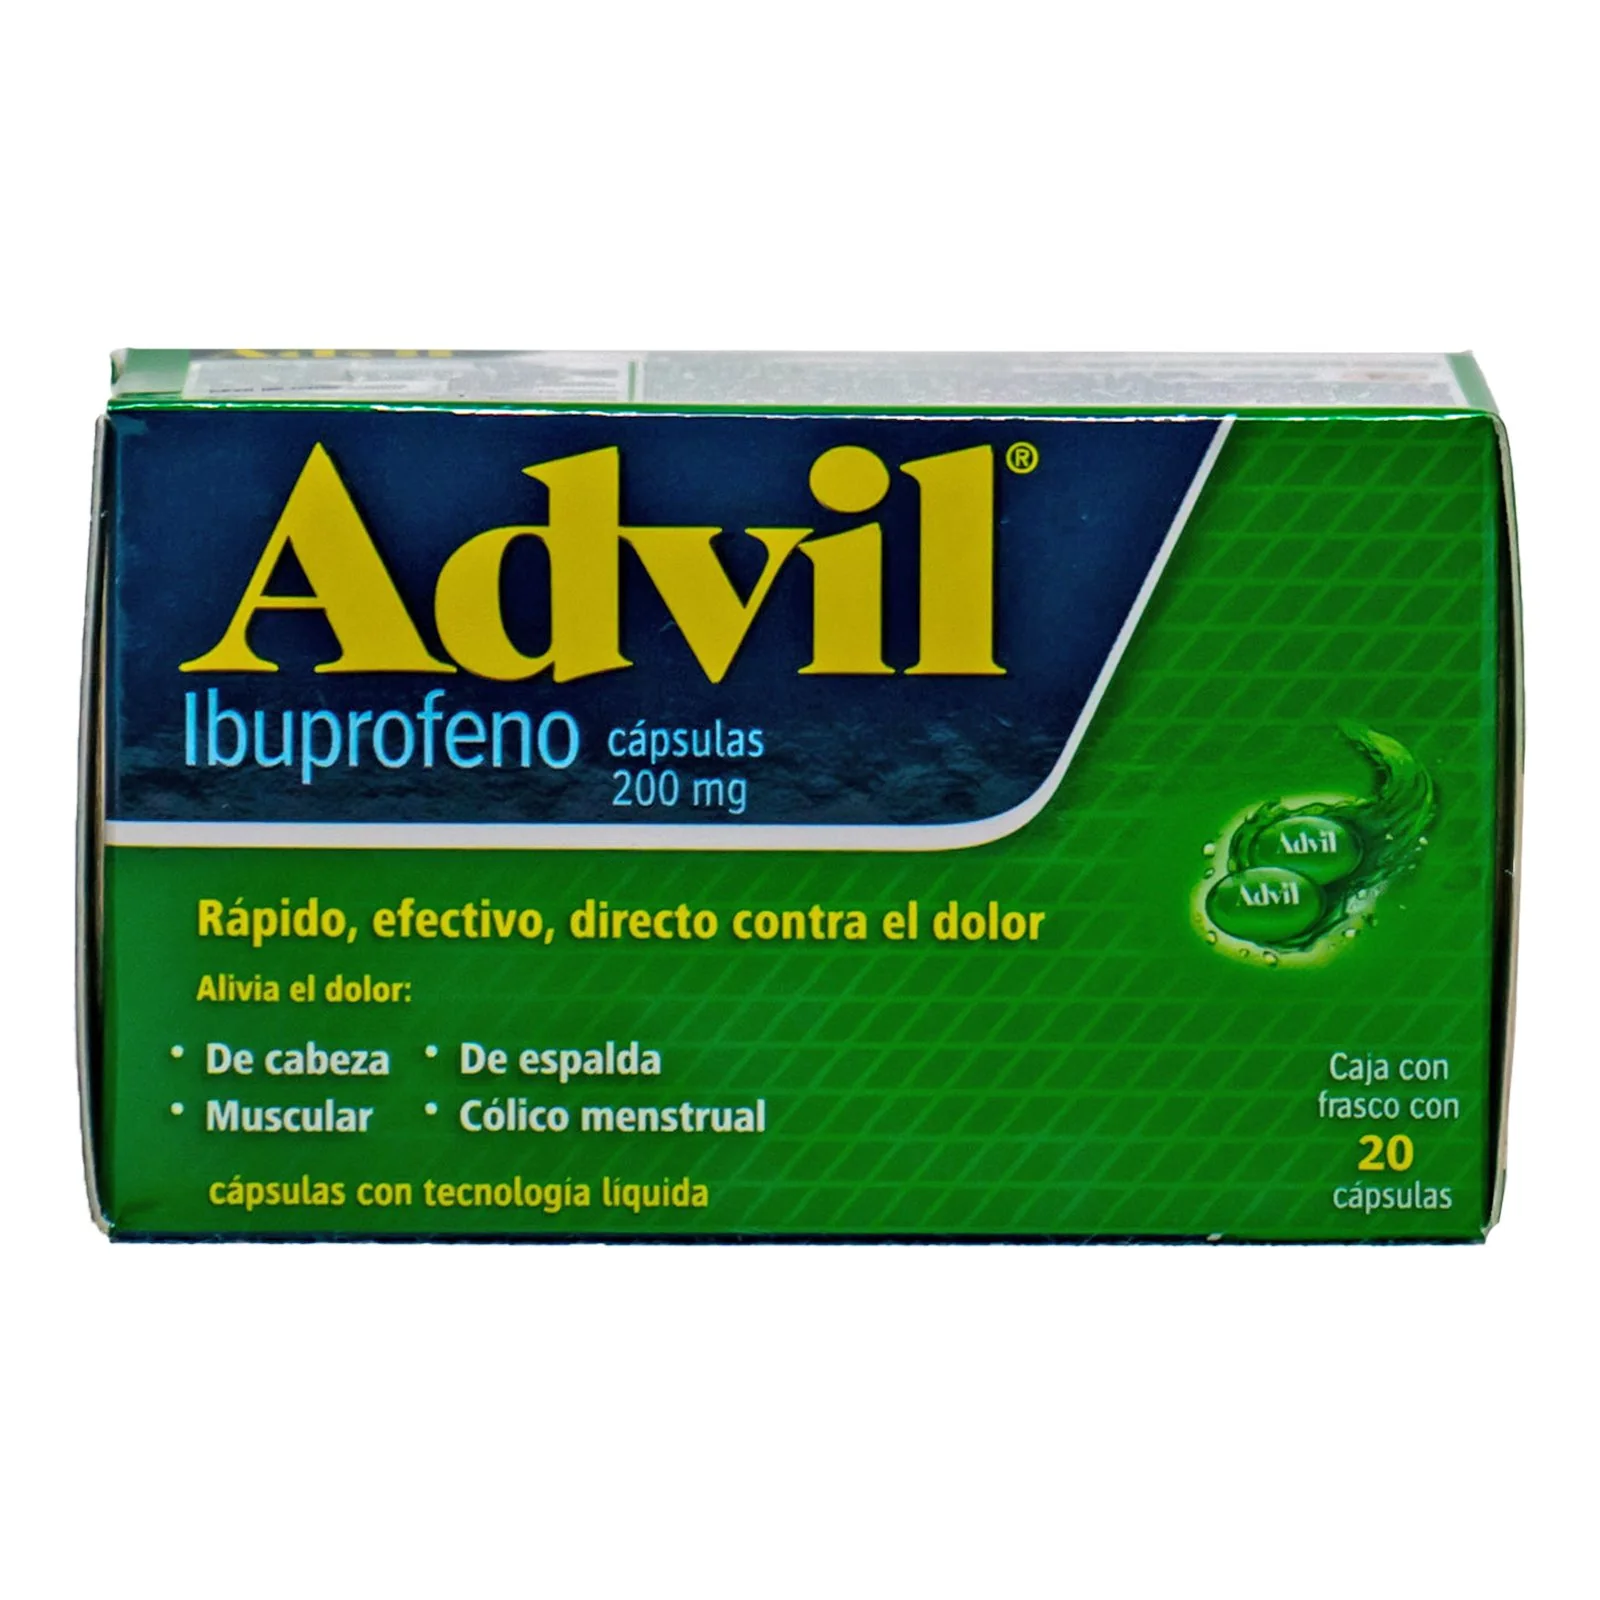 Advil®
Ibuprofeno cápsulas
200 mg
Advil
Advil
Rápido, efectivo, directo contra el dolor
Alivia el dolor:
• De cabeza • De espalda
• Muscular • Cólico menstrual
cápsulas con tecnología líquida
Caja con
frasco con
20
cápsulas